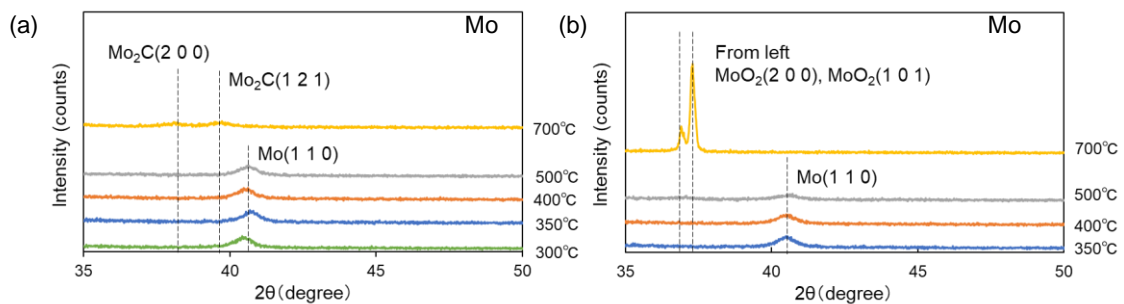 (a)
Mo
Mo₂C(2 0 0)
Mo₂C(1 2 1)
700℃
Mo(1 1 0)
500℃
400℃
350℃
300℃
Intensity (counts)
35
40
45
50
2θ(degree)
(b)
Mo
From left
MoO₂(2 0 0), MoO₂(1 0 1)
700℃
Mo(1 1 0)
500℃
400℃
350℃
Intensity (counts)
35
40
45
50
2θ(degree)